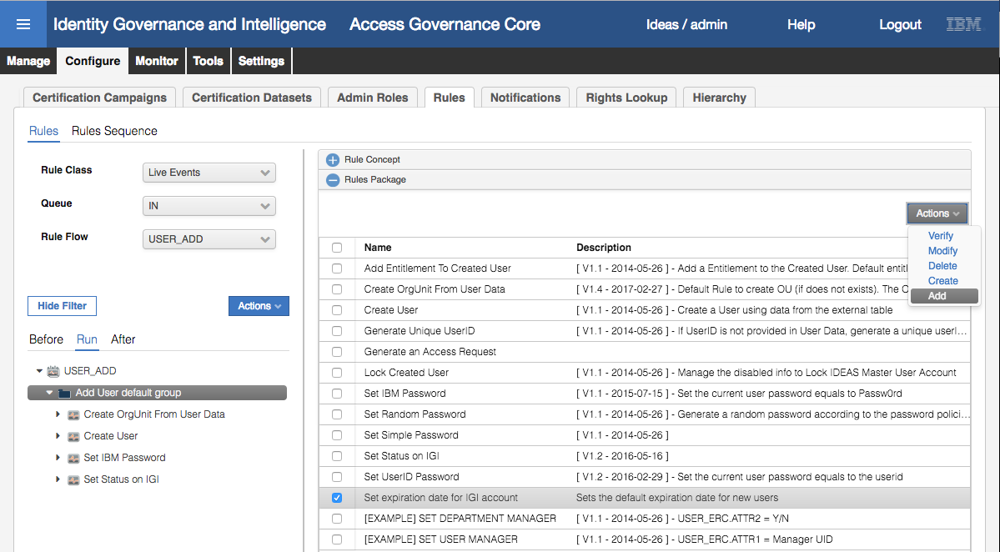 Identity Governance and Intelligence Access Governance Core Ideas / admin Help Logout IBM
Manage Configure Monitor Tools Settings
Certification Campaigns Certification Datasets Admin Roles Rules Notifications Rights Lookup Hierarchy
Rules Rules Sequence
Rule Class Live Events
Queue IN
Rule Flow USER_ADD
Hide Filter Actions
Before Run After
USER_ADD
Add User default group
Create OrgUnit From User Data
Create User
Set IBM Password
Set Status on IGI
Rule Concept
Rules Package
Actions
Verify
Modify
Delete
Create
Add
Name Description
Add Entitlement To Created User [ V1.1 - 2014-05-26 ] - Add a Entitlement to the Created User. Default entitl
Create OrgUnit From User Data [ V1.4 - 2017-02-27 ] - Default Rule to create OU (if does not exists). The O
Create User [ V1.1 - 2014-05-26 ] - Create a User using data from the external table
Generate Unique UserID [ V1.1 - 2014-05-26 ] - If UserID is not provided in User Data, generate a unique userI...
Generate an Access Request
Lock Created User [ V1.1 - 2014-05-26 ] - Manage the disabled info to Lock IDEAS Master User Account
Set IBM Password [ V1.1 - 2015-07-15 ] - Set the current user password equals to Passw0rd
Set Random Password [ V1.1 - 2014-05-26 ] - Generate a random password according to the password polici...
Set Simple Password [ V1.1 - 2014-05-26 ]
Set Status on IGI [ V1.2 - 2016-05-16 ]
Set UserID Password [ V1.2 - 2016-02-29 ] - Set the current user password equals to the userid
Set expiration date for IGI account Sets the default expiration date for new users
[EXAMPLE] SET DEPARTMENT MANAGER [ V1.1 - 2014-05-26 ] - USER_ERC.ATTR2 = Y/N
[EXAMPLE] SET USER MANAGER [ V1.1 - 2014-05-26 ] - USER_ERC.ATTR1 = Manager UID